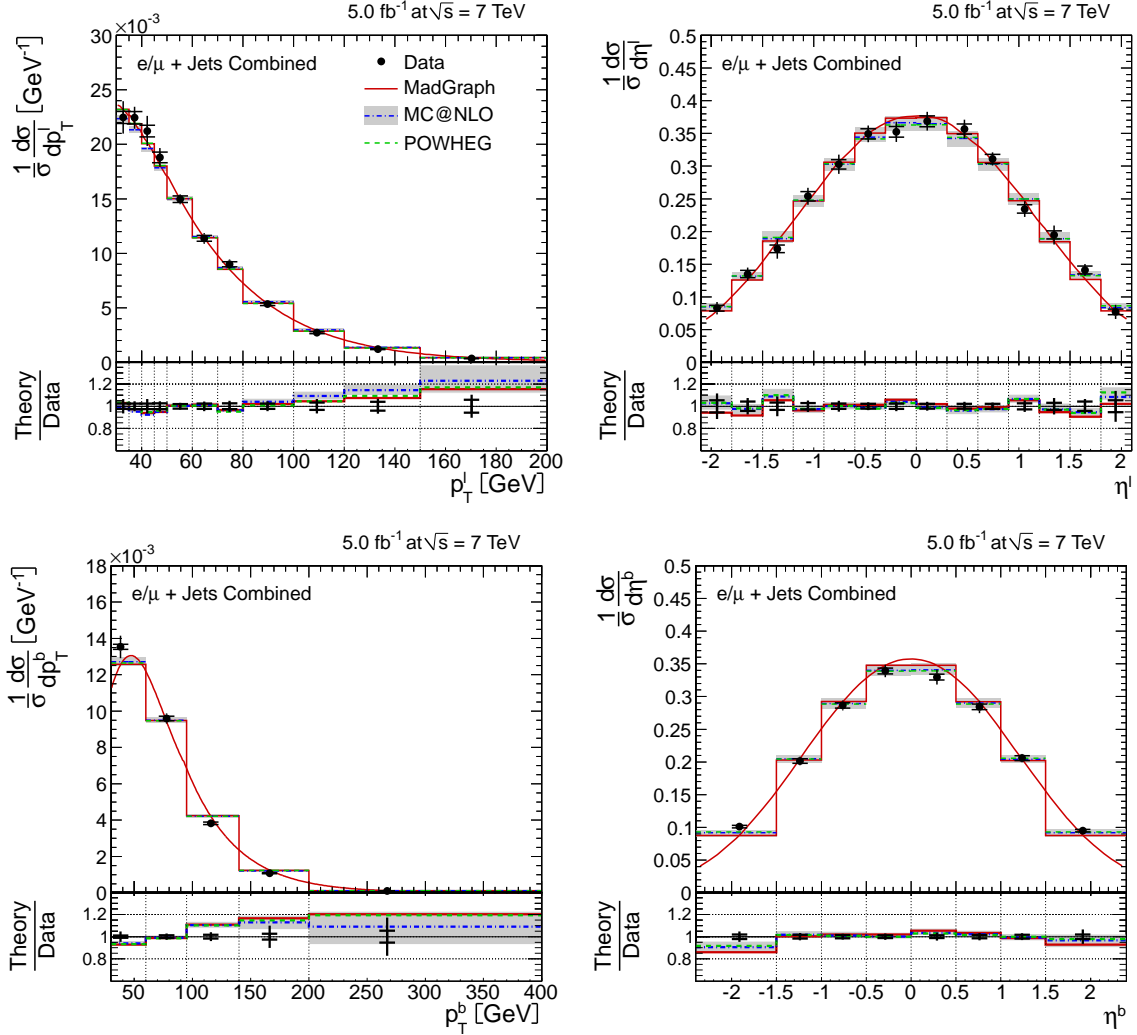 5.0 fb⁻¹ at √s = 7 TeV
×10⁻³
e/μ + Jets Combined
Data
MadGraph
MC@NLO
POWHEG
1/σ dσ/dp_T^l [GeV⁻¹]
30
25
20
15
10
5
0
Theory/Data
1.2
1
0.8
40 60 80 100 120 140 160 180 200
p_T^l [GeV]
5.0 fb⁻¹ at √s = 7 TeV
e/μ + Jets Combined
1/σ dσ/dη^l
0.5
0.45
0.4
0.35
0.3
0.25
0.2
0.15
0.1
0.05
0
Theory/Data
1.2
1
0.8
-2 -1.5 -1 -0.5 0 0.5 1 1.5 2
η^l
5.0 fb⁻¹ at √s = 7 TeV
×10⁻³
e/μ + Jets Combined
1/σ dσ/dp_T^b [GeV⁻¹]
18
16
14
12
10
8
6
4
2
0
Theory/Data
1.2
1
0.8
50 100 150 200 250 300 350 400
p_T^b [GeV]
5.0 fb⁻¹ at √s = 7 TeV
e/μ + Jets Combined
1/σ dσ/dη^b
0.5
0.45
0.4
0.35
0.3
0.25
0.2
0.15
0.1
0.05
0
Theory/Data
1.2
1
0.8
-2 -1.5 -1 -0.5 0 0.5 1 1.5 2
η^b